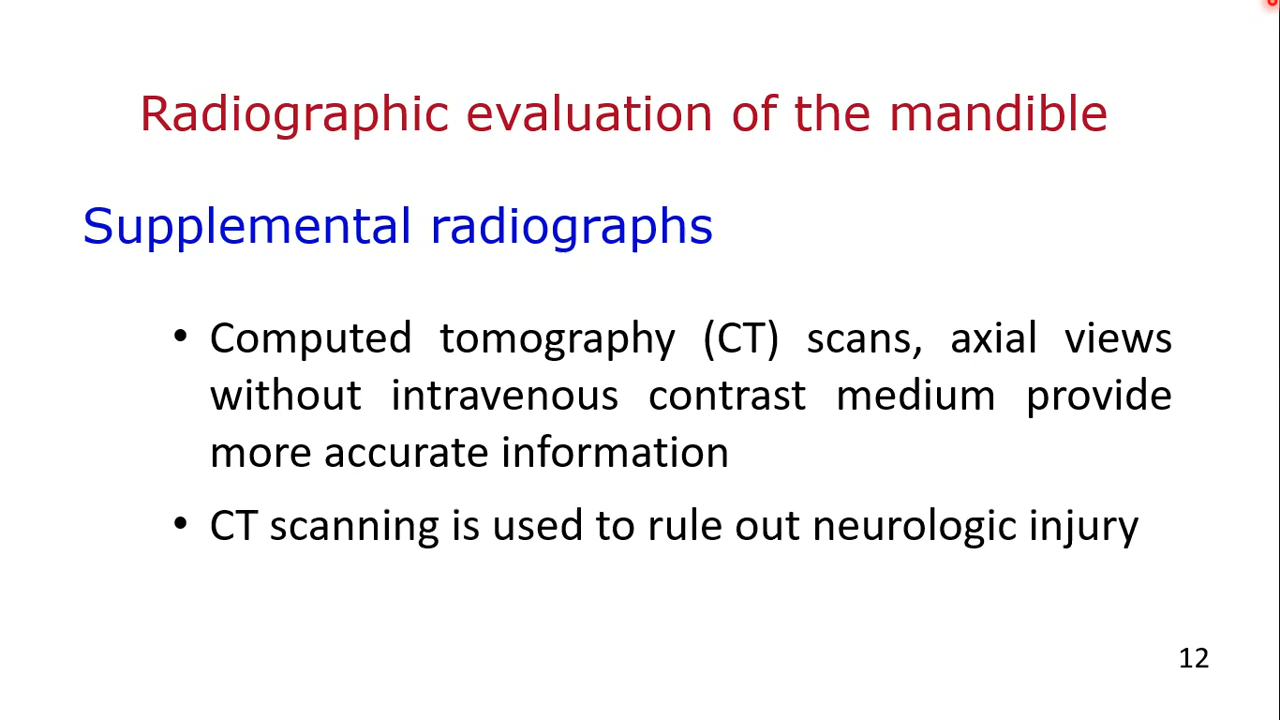 Radiographic evaluation of the mandible
Supplemental radiographs
• Computed tomography (CT) scans, axial views
without intravenous contrast medium provide
more accurate information
• CT scanning is used to rule out neurologic injury
12